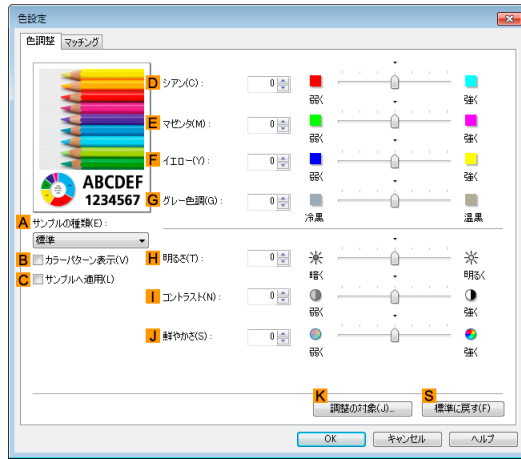 色設定
色調整 マッチング
D シアン(C) : 0
弱く 強く
E マゼンタ(M) : 0
弱く 強く
F イエロー(Y) : 0
弱く 強く
ABCDEF
1234567
G グレー色調(G) : 0
冷黒 温黒
A サンプルの種類(E) :
標準
B カラーパターン表示(V)
C サンプルへ適用(L)
H 明るさ(T) : 0
暗く 明るく
I コントラスト(N) : 0
弱く 強く
J 鮮やかさ(S) : 0
弱く 強く
K S
調整の対象(J)... 標準に戻す(F)
OK キャンセル ヘルプ